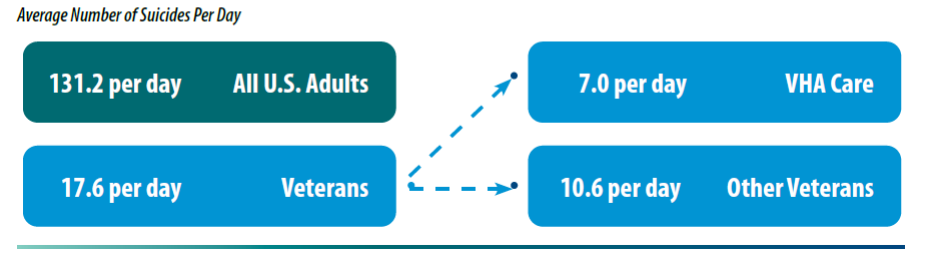 Average Number of Suicides Per Day
131.2 per day All U.S. Adults
7.0 per day VHA Care
17.6 per day Veterans
10.6 per day Other Veterans